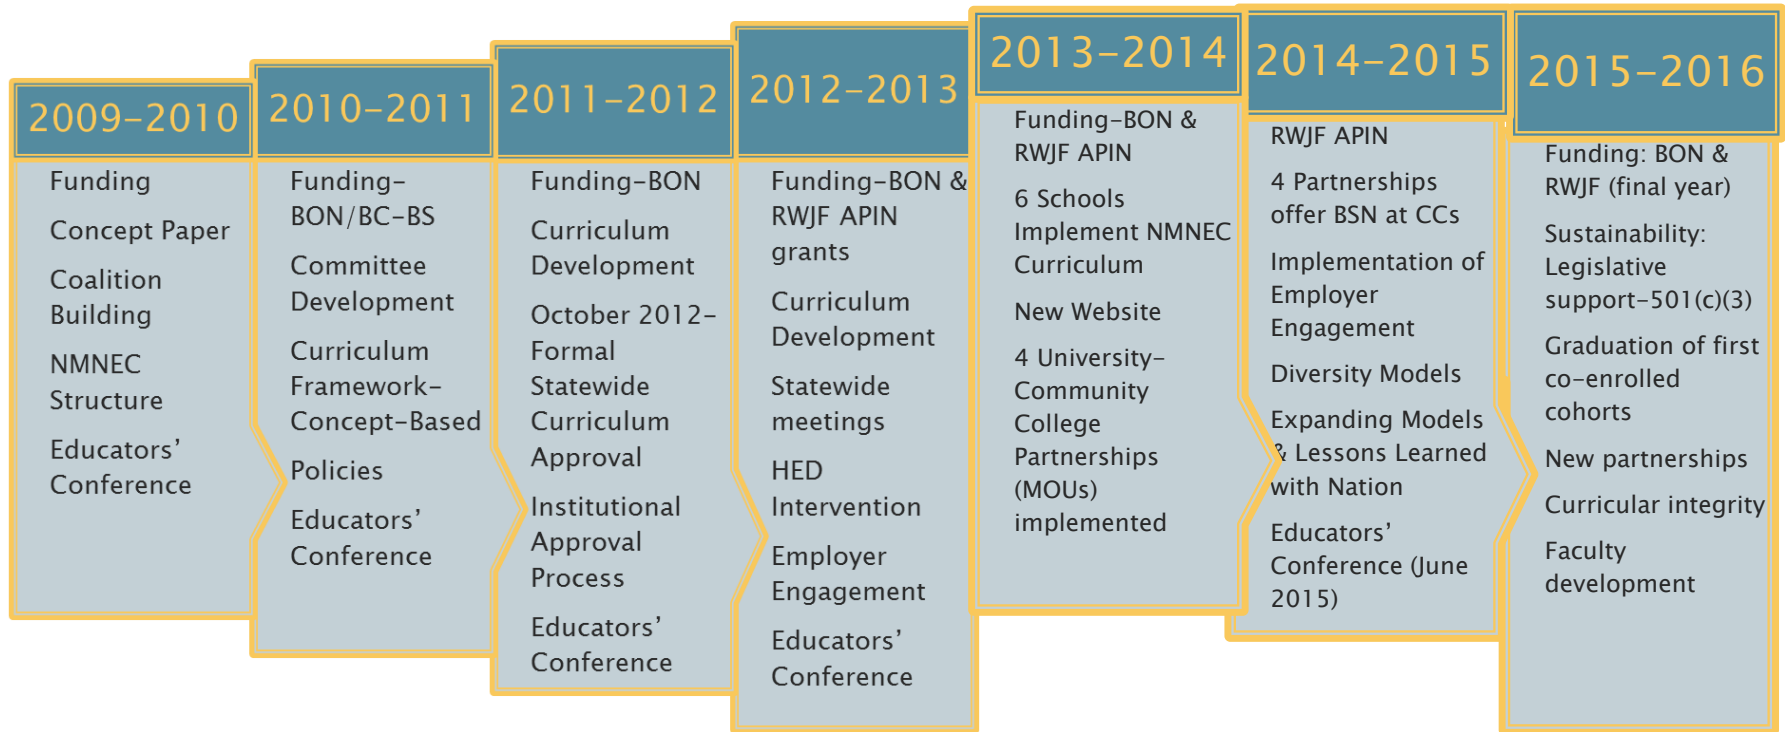 2009-2010
Funding
Concept Paper
Coalition
Building
NMNEC
Structure
Educators’
Conference
2010-2011
Funding-
BON/BC-BS
Committee
Development
Curriculum
Framework-
Concept-Based
Policies
Educators’
Conference
2011-2012
Funding-BON
Curriculum
Development
October 2012-
Formal
Statewide
Curriculum
Approval
Institutional
Approval
Process
Educators’
Conference
2012-2013
Funding-BON &
RWJF APIN
grants
Curriculum
Development
Statewide
meetings
HED
Intervention
Employer
Engagement
Educators’
Conference
2013-2014
Funding-BON &
RWJF APIN
6 Schools
Implement NMNEC
Curriculum
New Website
4 University-
Community
College
Partnerships
(MOUs)
implemented
2014-2015
RWJF APIN
4 Partnerships
offer BSN at CCs
Implementation of
Employer
Engagement
Diversity Models
Expanding Models
& Lessons Learned
with Nation
Educators’
Conference (June
2015)
2015-2016
Funding: BON &
RWJF (final year)
Sustainability:
Legislative
support-501(c)(3)
Graduation of first
co-enrolled
cohorts
New partnerships
Curricular integrity
Faculty
development